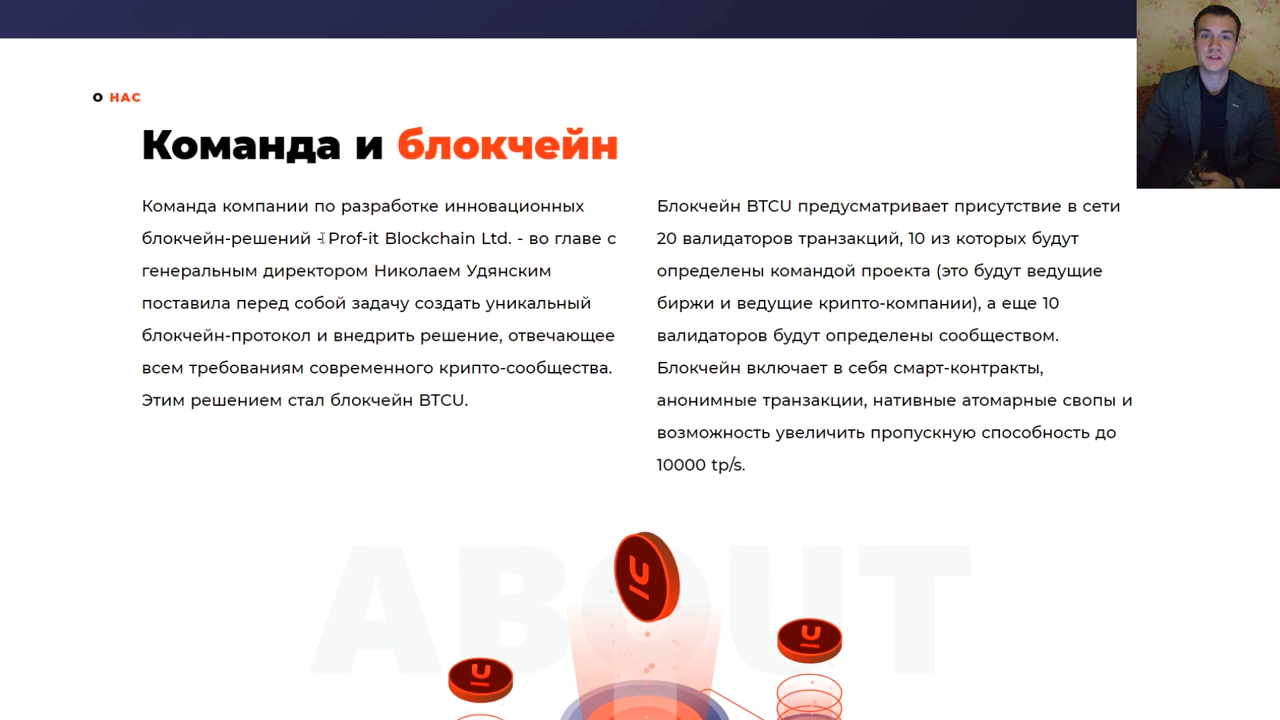 О НАС
Команда и блокчейн
Команда компании по разработке инновационных
блокчейн-решений - Prof-it Blockchain Ltd. - во главе с
генеральным директором Николаем Удянским
поставила перед собой задачу создать уникальный
блокчейн-протокол и внедрить решение, отвечающее
всем требованиям современного крипто-сообщества.
Этим решением стал блокчейн BTCU.
Блокчейн BTCU предусматривает присутствие в сети
20 валидаторов транзакций, 10 из которых будут
определены командой проекта (это будут ведущие
биржи и ведущие крипто-компании), а еще 10
валидаторов будут определены сообществом.
Блокчейн включает в себя смарт-контракты,
анонимные транзакции, нативные атомарные свопы и
возможность увеличить пропускную способность до
10000 tp/s.
ABOUT